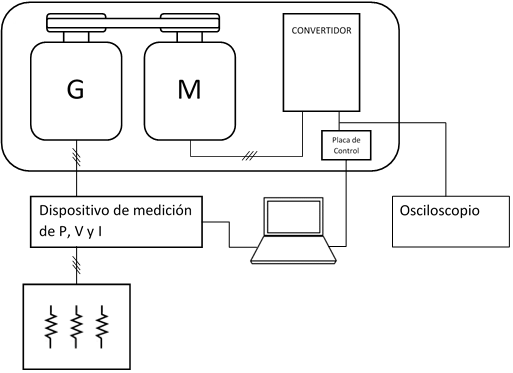 CONVERTIDOR
G
M
Placa de
Control
Dispositivo de medición
de P, V y I
Osciloscopio